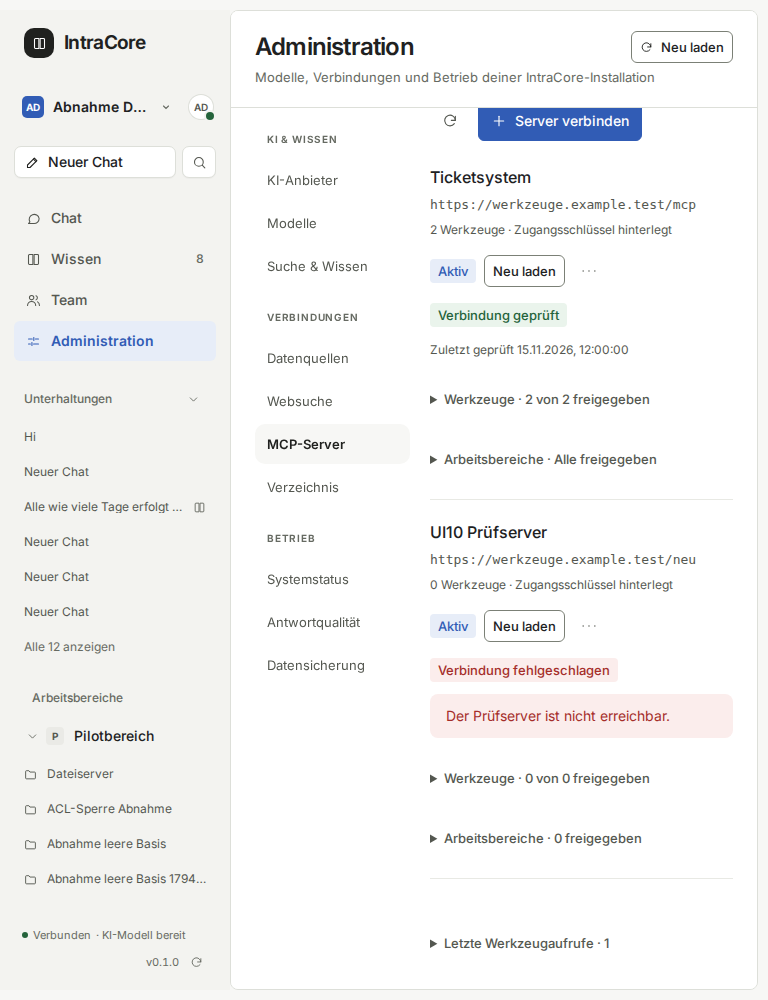 IntraCore
AD Abnahme D... AD
Neuer Chat
Chat
Wissen 8
Team
Administration
Unterhaltungen
Hi
Neuer Chat
Alle wie viele Tage erfolgt ...
Neuer Chat
Neuer Chat
Neuer Chat
Alle 12 anzeigen
Arbeitsbereiche
P Pilotbereich
Dateiserver
ACL-Sperre Abnahme
Abnahme leere Basis
Abnahme leere Basis 1794...
Verbunden · KI-Modell bereit
v0.1.0
Administration
Neu laden
Modelle, Verbindungen und Betrieb deiner IntraCore-Installation
KI & WISSEN
KI-Anbieter
Modelle
Suche & Wissen
VERBINDUNGEN
Datenquellen
Websuche
MCP-Server
Verzeichnis
BETRIEB
Systemstatus
Antwortqualität
Datensicherung
Server verbinden
Ticketsystem
https://werkzeuge.example.test/mcp
2 Werkzeuge · Zugangsschlüssel hinterlegt
Aktiv Neu laden ···
Verbindung geprüft
Zuletzt geprüft 15.11.2026, 12:00:00
Werkzeuge · 2 von 2 freigegeben
Arbeitsbereiche · Alle freigegeben
UI10 Prüfserver
https://werkzeuge.example.test/neu
0 Werkzeuge · Zugangsschlüssel hinterlegt
Aktiv Neu laden ···
Verbindung fehlgeschlagen
Der Prüfserver ist nicht erreichbar.
Werkzeuge · 0 von 0 freigegeben
Arbeitsbereiche · 0 freigegeben
Letzte Werkzeugaufrufe · 1